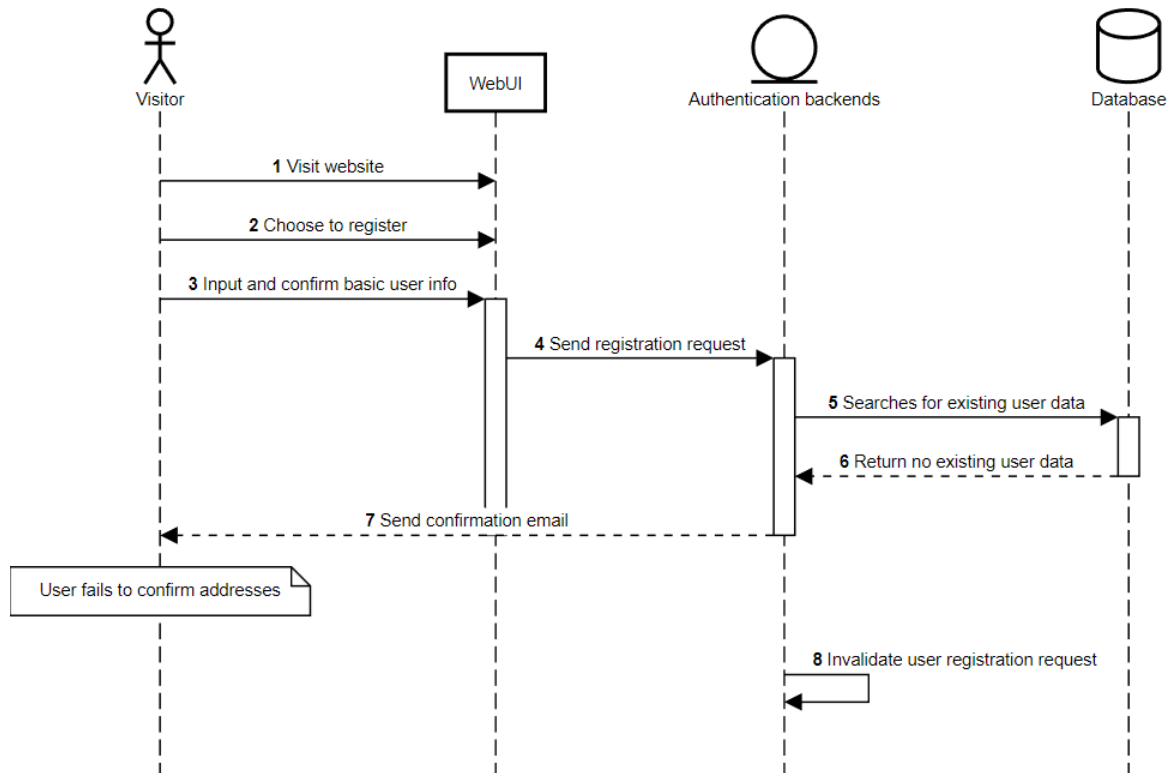 Visitor
WebUI
Authentication backends
Database
1 Visit website
2 Choose to register
3 Input and confirm basic user info
4 Send registration request
5 Searches for existing user data
6 Return no existing user data
7 Send confirmation email
User fails to confirm addresses
8 Invalidate user registration request